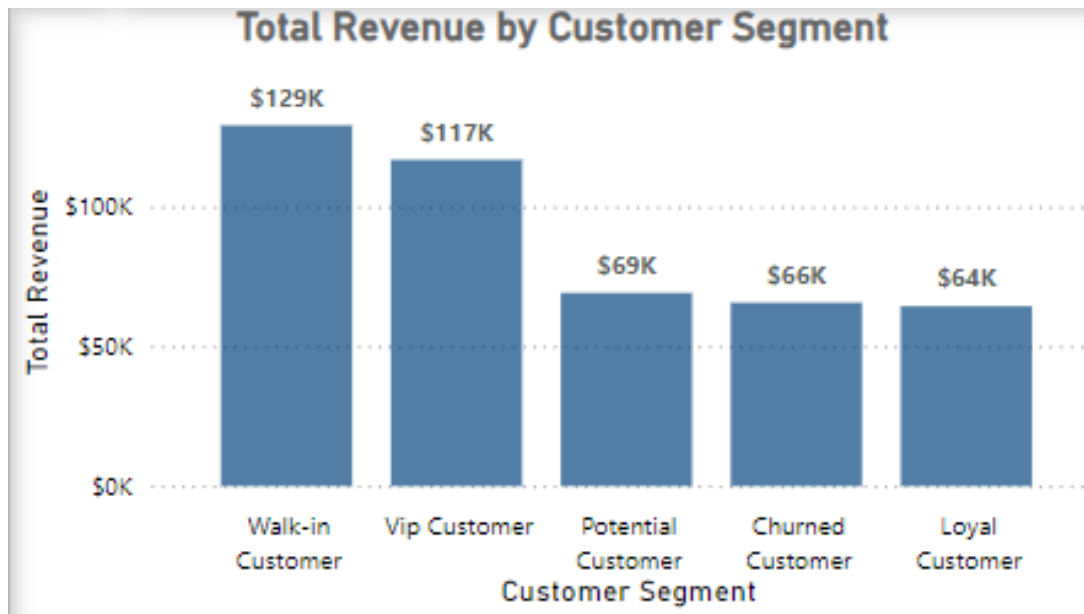 Total Revenue by Customer Segment
$129K
$117K
$69K
$66K
$64K
Total Revenue
$100K
$50K
$0K
Walk-in
Customer
Vip Customer
Potential
Customer
Churned
Customer
Loyal
Customer
Customer Segment